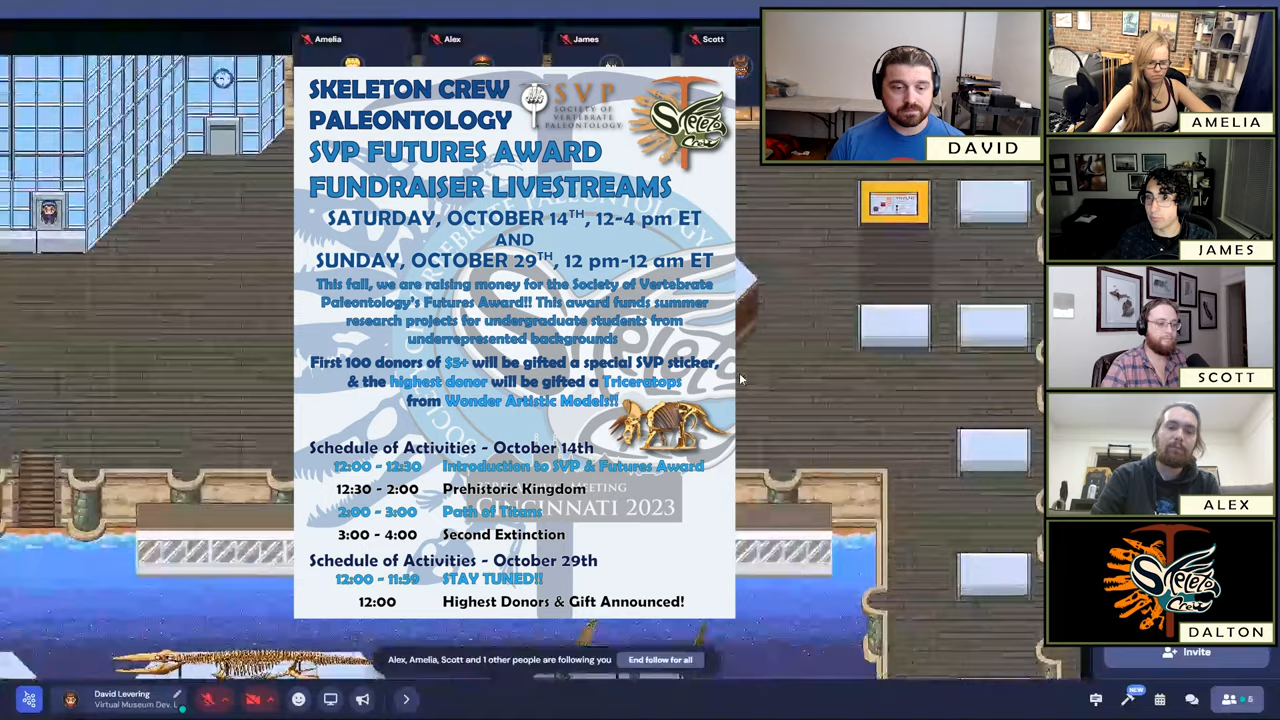 Amelia
Alex
James
Scott
SKELETON CREW
PALEONTOLOGY
SVP
SOCIETY OF
VERTEBRATE
PALEONTOLOGY
Skeleto
Crew
SVP FUTURES AWARD
FUNDRAISER LIVESTREAMS
SATURDAY, OCTOBER 14TH, 12-4 pm ET
AND
SUNDAY, OCTOBER 29TH, 12 pm-12 am ET
This fall, we are raising money for the Society of Vertebrate
Paleontology's Futures Award!! This award funds summer
research projects for undergraduate students from
underrepresented backgrounds
First 100 donors of $5+ will be gifted a special SVP sticker,
& the highest donor will be gifted a Triceratops
from Wonder Artistic Models!!
Schedule of Activities - October 14th
12:00 - 12:30 Introduction to SVP & Futures Award
12:30 - 2:00 Prehistoric Kingdom
MEETING
CINCINNATI 2023
2:00 - 3:00 Path of Titans
3:00 - 4:00 Second Extinction
Schedule of Activities - October 29th
12:00 - 11:59 STAY TUNED!!
12:00 Highest Donors & Gift Announced!
DAVID
AMELIA
JAMES
SCOTT
ALEX
Skeleto
Crew
DALTON
Invite
Alex, Amelia, Scott and 1 other people are following you
End follow for all
David Levering
Virtual Museum Dev. L
NEW
5